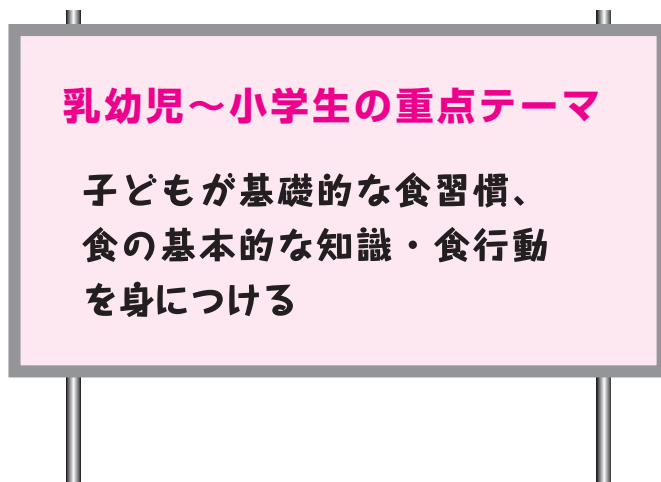 乳幼児～小学生の重点テーマ
子どもが基礎的な食習慣、
食の基本的な知識・食行動
を身につける